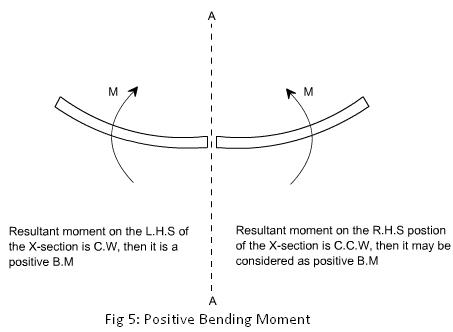 A
M
M
Resultant moment on the L.H.S of
the X-section is C.W, then it is a
positive B.M
Resultant moment on the R.H.S postion
of the X-section is C.C.W, then it may be
considered as positive B.M
A
Fig 5: Positive Bending Moment